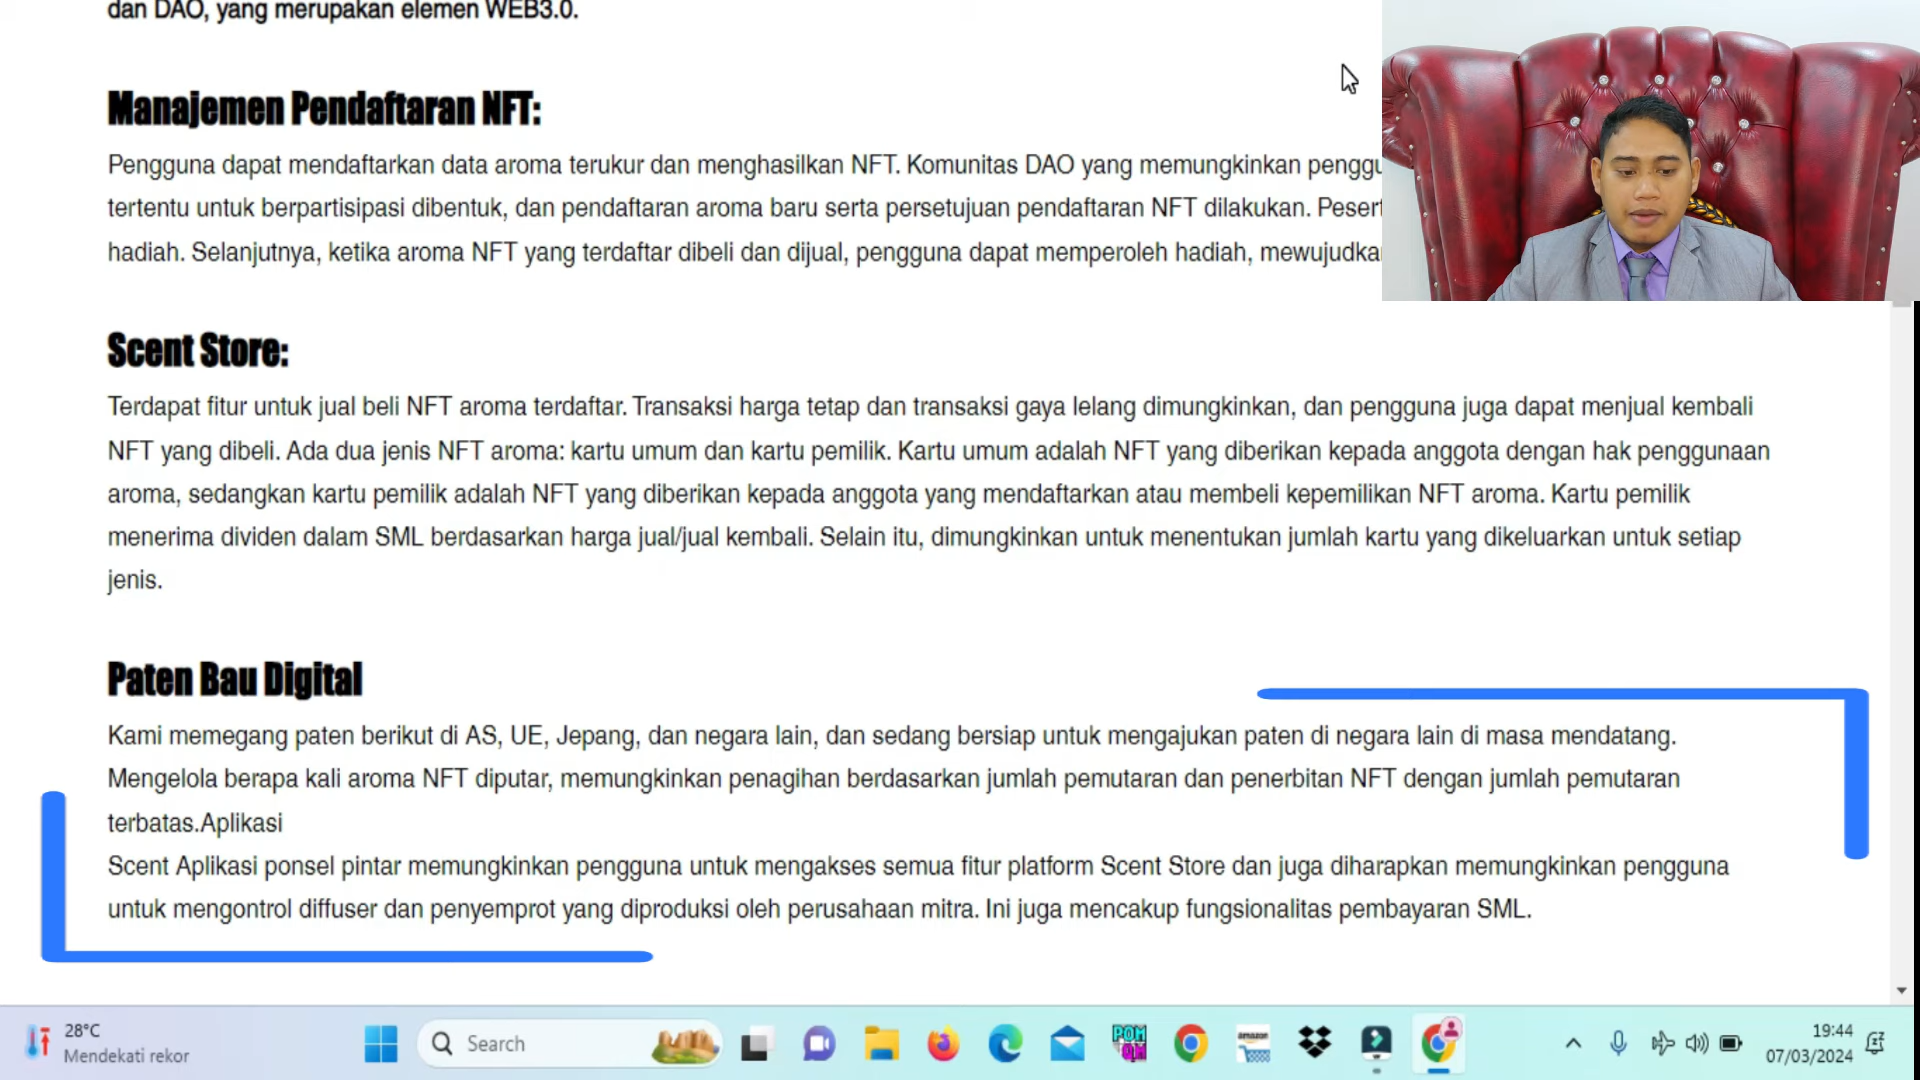 dan DAO, yang merupakan elemen WEB3.0.
Manajemen Pendaftaran NFT:
Pengguna dapat mendaftarkan data aroma terukur dan menghasilkan NFT. Komunitas DAO yang memungkinkan
tertentu untuk berpartisipasi dibentuk, dan pendaftaran aroma baru serta persetujuan pendaftaran NFT dilakukan.
hadiah. Selanjutnya, ketika aroma NFT yang terdaftar dibeli dan dijual, pengguna dapat memperoleh hadiah,
Scent Store:
Terdapat fitur untuk jual beli NFT aroma terdaftar. Transaksi harga tetap dan transaksi gaya lelang dimungkinkan, dan pengguna juga dapat menjual kembali
NFT yang dibeli. Ada dua jenis NFT aroma: kartu umum dan kartu pemilik. Kartu umum adalah NFT yang diberikan kepada anggota dengan hak penggunaan
aroma, sedangkan kartu pemilik adalah NFT yang diberikan kepada anggota yang mendaftarkan atau membeli kepemilikan NFT aroma. Kartu pemilik
menerima dividen dalam SML berdasarkan harga jual/jual kembali. Selain itu, dimungkinkan untuk menentukan jumlah kartu yang dikeluarkan untuk setiap
jenis.
Paten Bau Digital
Kami memegang paten berikut di AS, UE, Jepang, dan negara lain, dan sedang bersiap untuk mengajukan paten di negara lain di masa mendatang.
Mengelola berapa kali aroma NFT diputar, memungkinkan penagihan berdasarkan jumlah pemutaran dan penerbitan NFT dengan jumlah pemutaran
terbatas.Aplikasi
Scent Aplikasi ponsel pintar memungkinkan pengguna untuk mengakses semua fitur platform Scent Store dan juga diharapkan memungkinkan pengguna
untuk mengontrol diffuser dan penyemprot yang diproduksi oleh perusahaan mitra. Ini juga mencakup fungsionalitas pembayaran SML.
28°C
Mendekati rekor
Search
POM
QM
amazon
19:44
07/03/2024